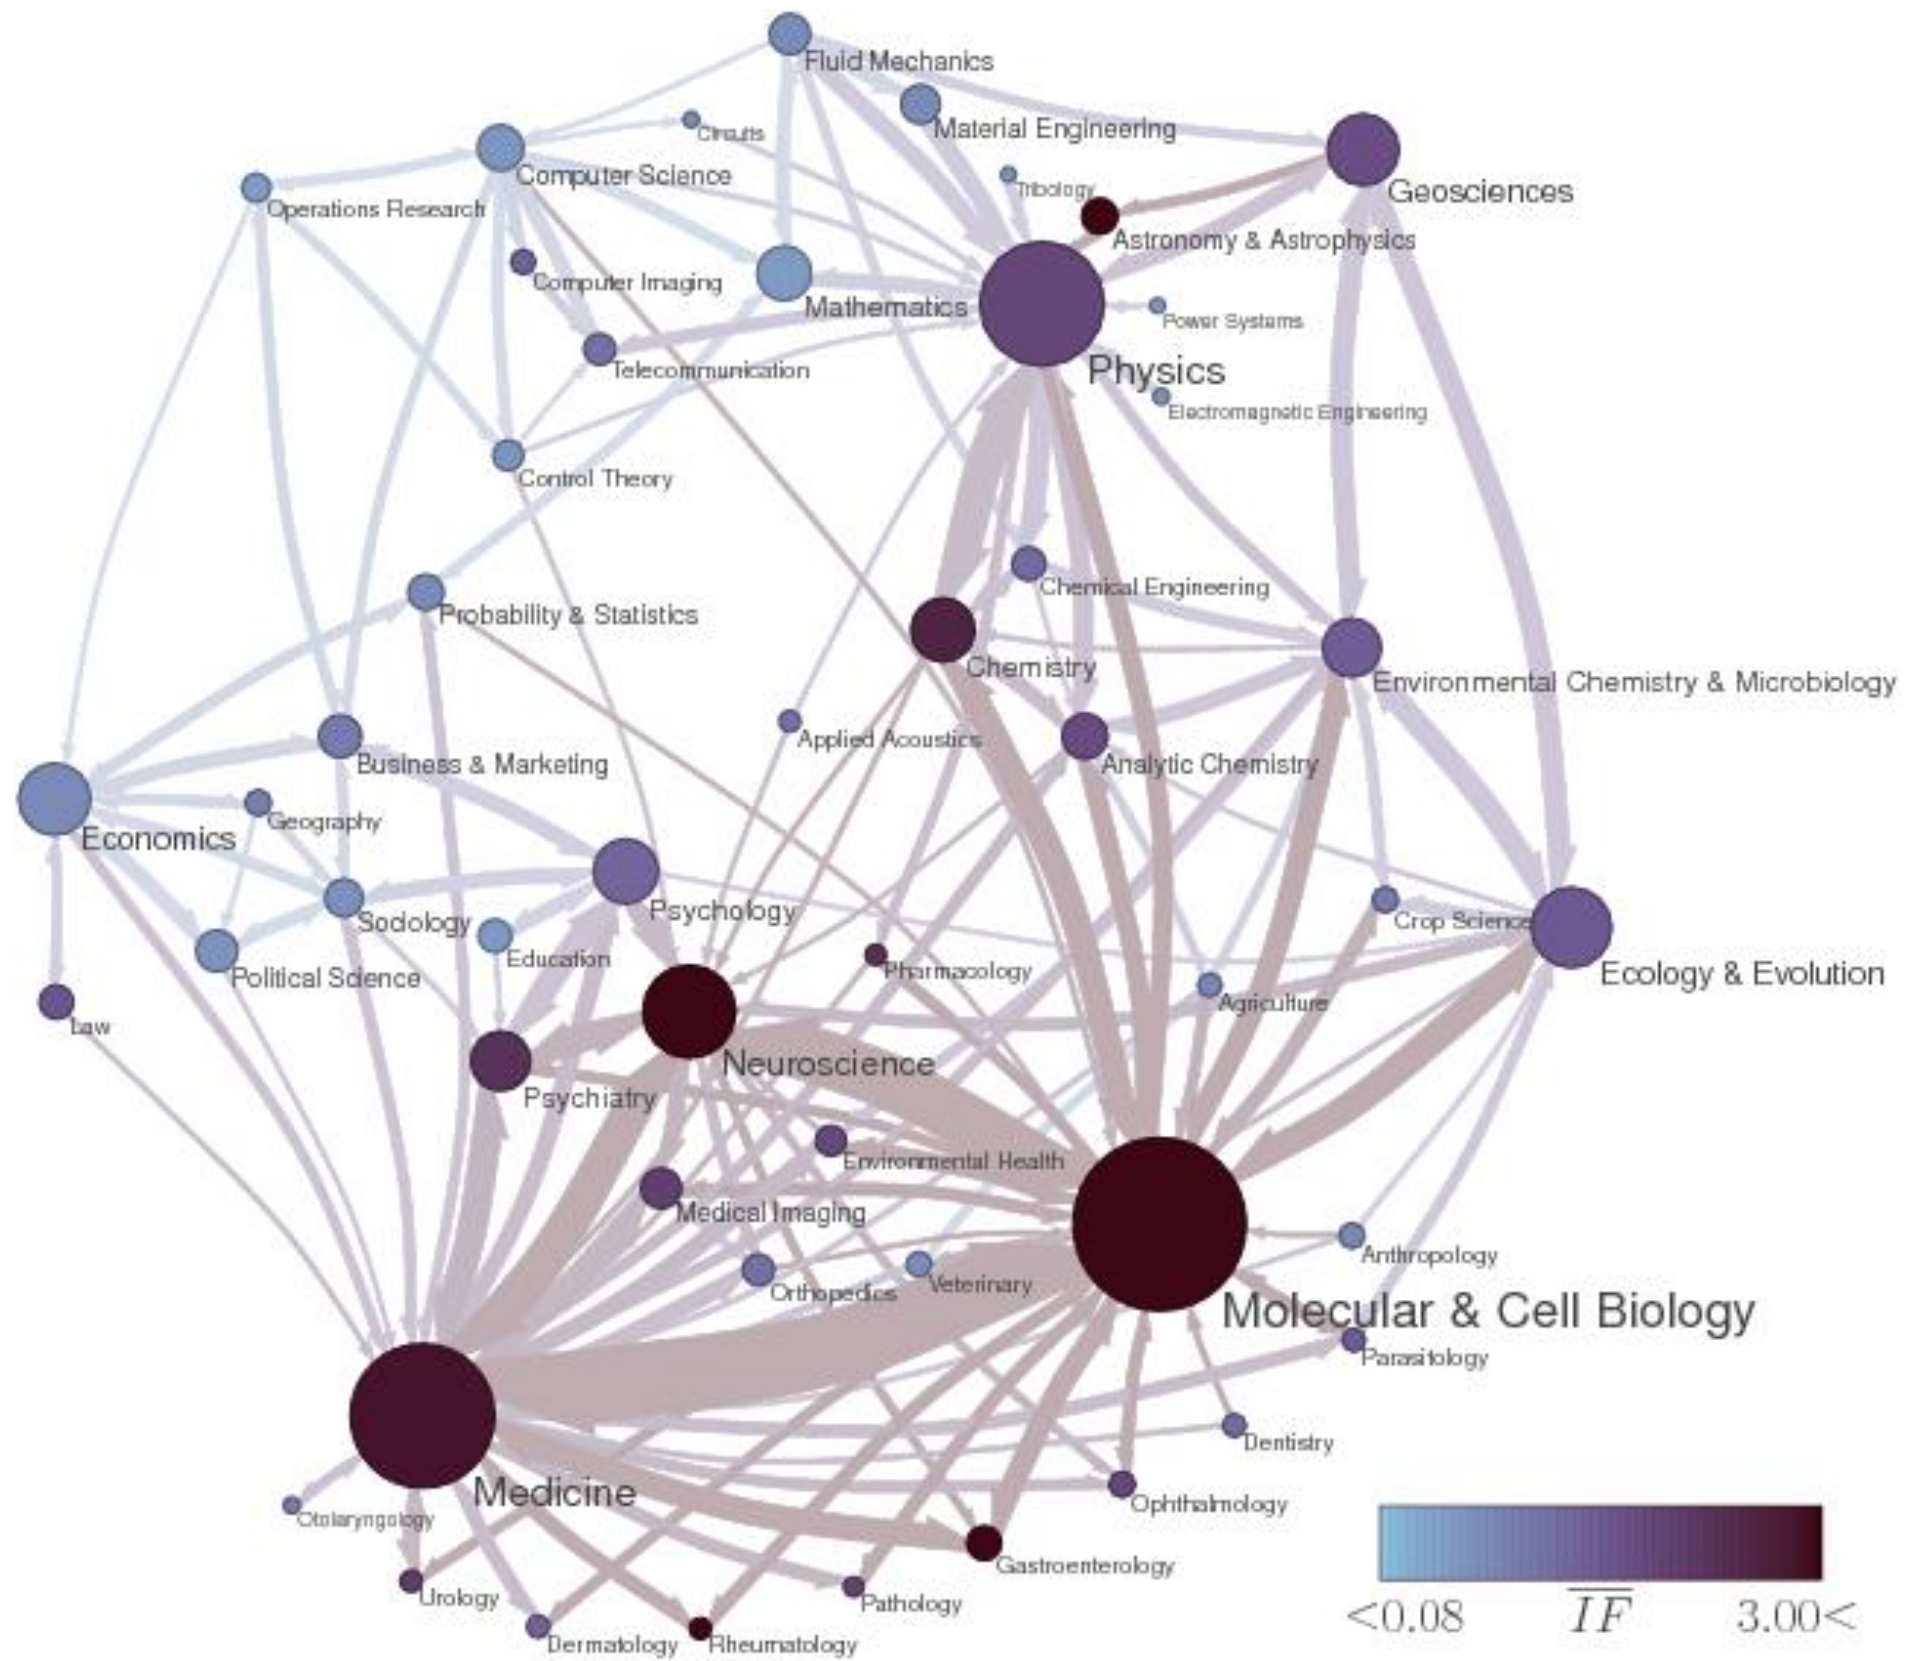 Fluid Mechanics
Circuits
Material Engineering
Computer Science
Tribology
Geosciences
Operations Research
Astronomy & Astrophysics
Computer Imaging
Mathematics
Power Systems
Telecommunication
Physics
Electromagnetic Engineering
Control Theory
Chemical Engineering
Probability & Statistics
Chemistry
Environmental Chemistry & Microbiology
Applied Acoustics
Business & Marketing
Analytic Chemistry
Geography
Economics
Psychology
Sociology
Crop Science
Education
Political Science
Pharmacology
Ecology & Evolution
Agriculture
Law
Neuroscience
Psychiatry
Environmental Health
Medical Imaging
Anthropology
Orthopedics
Veterinary
Molecular & Cell Biology
Parasitology
Dentistry
Medicine
Ophthalmology
Otolaryngology
Gastroenterology
Urology
Pathology
Dermatology
Rheumatology
<0.08 IF 3.00<